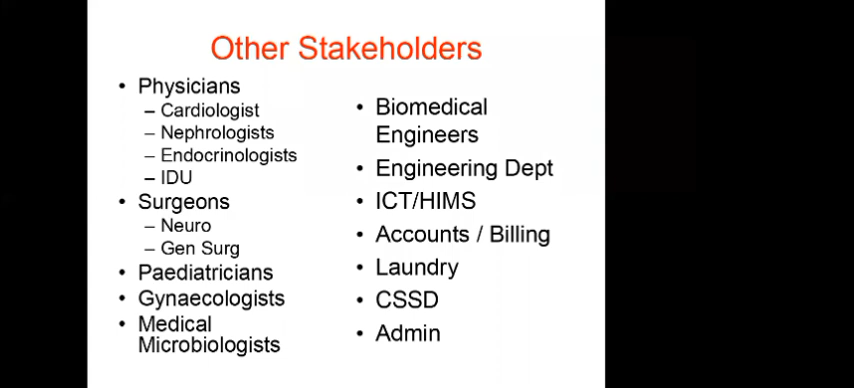 Other Stakeholders
• Physicians
– Cardiologist
– Nephrologists
– Endocrinologists
– IDU
• Surgeons
– Neuro
– Gen Surg
• Paediatricians
• Gynaecologists
• Medical
Microbiologists
• Biomedical
Engineers
• Engineering Dept
• ICT/HIMS
• Accounts / Billing
• Laundry
• CSSD
• Admin